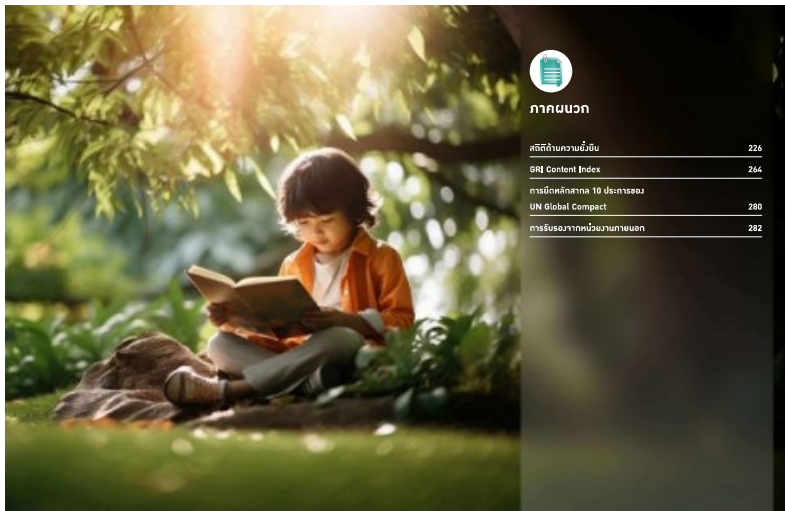 ภาคผนวก
สถิติด้านความยั่งยืน 226
GRI Content Index 264
การยึดหลักสากล 10 ประการของ
UN Global Compact 280
การรับรองจากหน่วยงานภายนอก 282